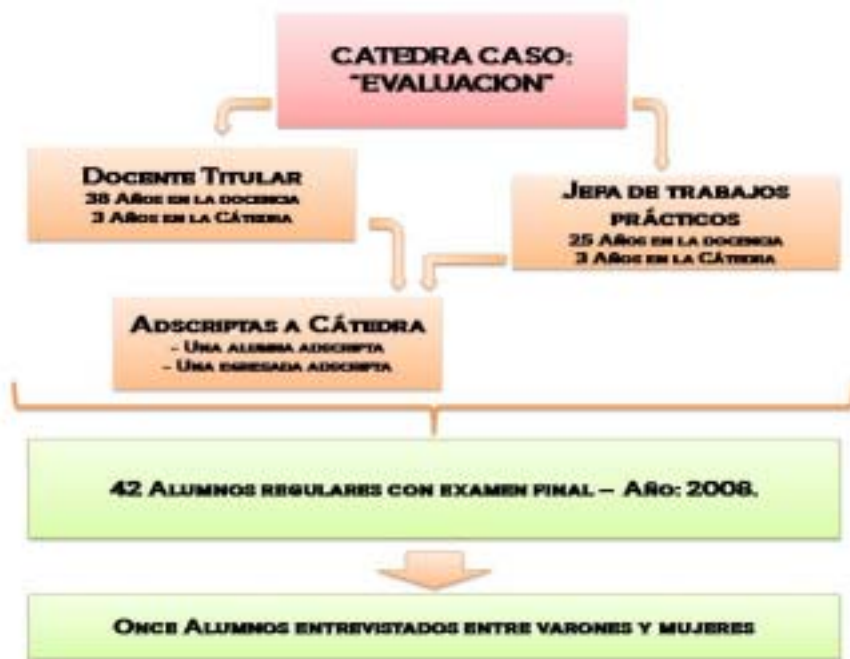 CATEDRA CASO:
"EVALUACION"
DOCENTE TITULAR
38 AÑOS EN LA DOCENCIA
3 AÑOS EN LA CÁTEDRA
JEFA DE TRABAJOS
PRÁCTICOS
25 AÑOS EN LA DOCENCIA
3 AÑOS EN LA CÁTEDRA
ADSCRIPTAS A CÁTEDRA
- UNA ALUMNA ADSCRIPTA
- UNA EGRESADA ADSCRIPTA
42 ALUMNOS REGULARES CON EXAMEN FINAL – AÑO: 2008.
ONCE ALUMNOS ENTREVISTADOS ENTRE VARONES Y MUJERES